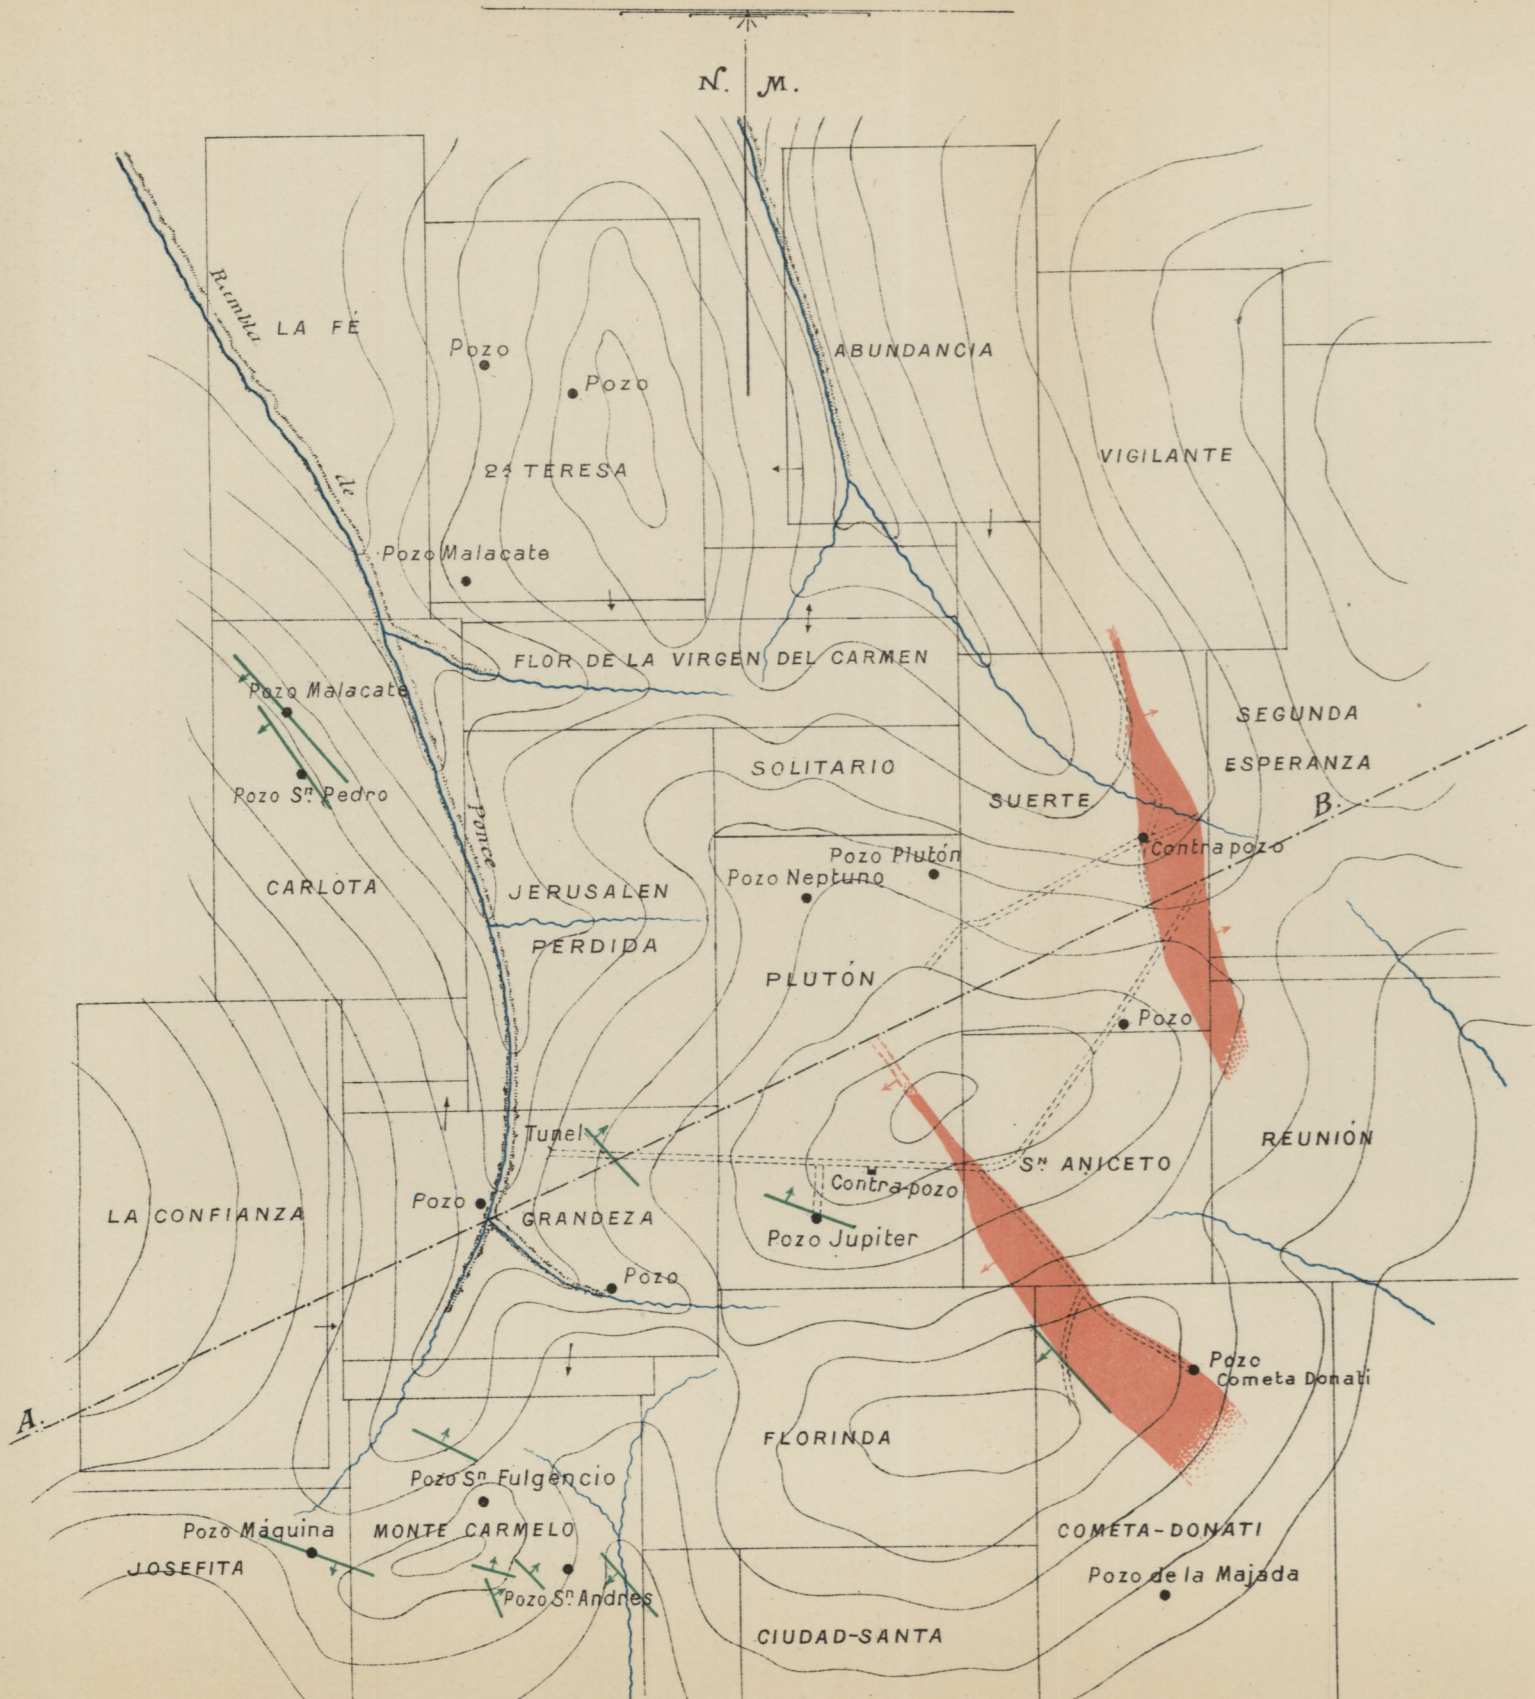 N. M.
Rambla
LA FÉ
Pozo
Pozo
ABUNDANCIA
2ª TERESA
VIGILANTE
de
Pozo Malacate
FLOR DE LA VIRGEN DEL CARMEN
Pozo Malacate
SEGUNDA
ESPERANZA
SOLITARIO
SUERTE
B.
Pozo Sn Pedro
Ponce
Contrapozo
Pozo Plutón
Pozo Neptuno
CARLOTA
JERUSALEN
PERDIDA
PLUTÓN
Pozo
Tunel
REUNIÓN
Sn ANICETO
Contra-pozo
Pozo
LA CONFIANZA
GRANDEZA
Pozo Jupiter
Pozo
Pozo
Cometa Donati
A.
FLORINDA
Pozo Sn Fulgencio
Pozo Máquina
MONTE CARMELO
COMETA-DONATI
JOSEFITA
Pozo de la Majada
Pozo Sn Andres
CIUDAD-SANTA